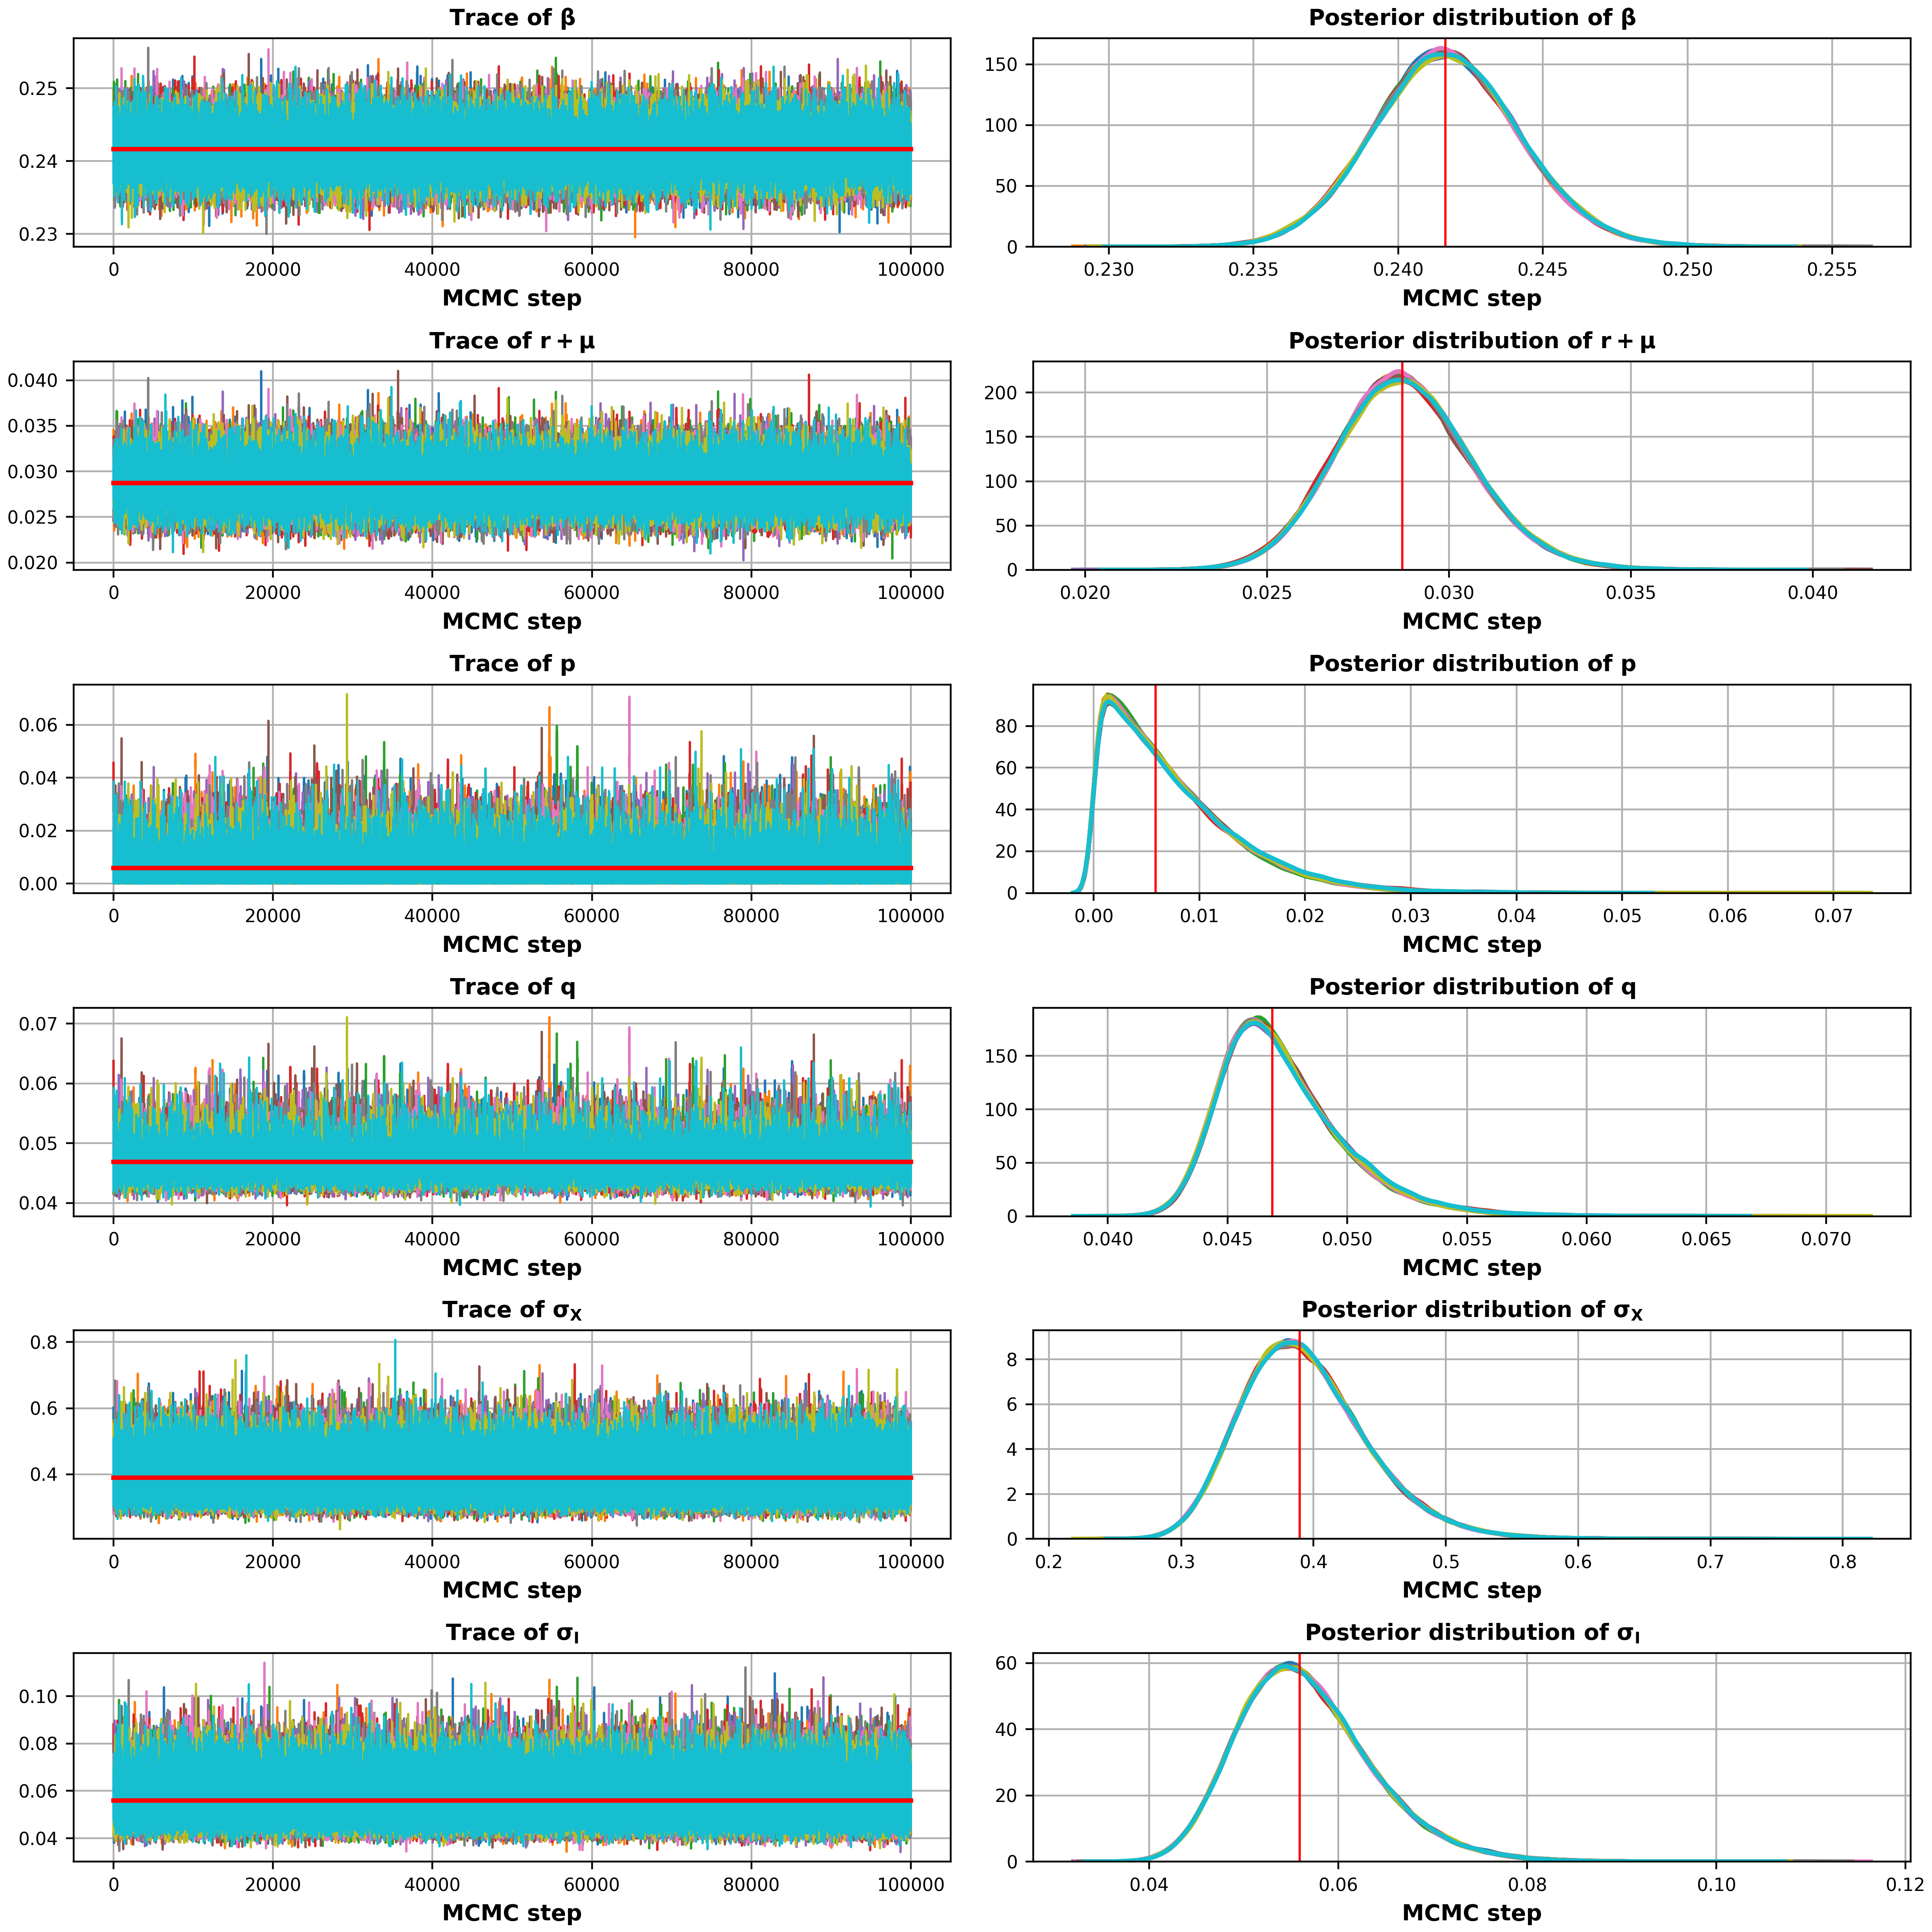 Trace of β
0.25
0.24
0.23
0 20000 40000 60000 80000 100000
MCMC step
Posterior distribution of β
150
100
50
0
0.230 0.235 0.240 0.245 0.250 0.255
MCMC step
Trace of r + μ
0.040
0.035
0.030
0.025
0.020
0 20000 40000 60000 80000 100000
MCMC step
Posterior distribution of r + μ
200
150
100
50
0
0.020 0.025 0.030 0.035 0.040
MCMC step
Trace of p
0.06
0.04
0.02
0.00
0 20000 40000 60000 80000 100000
MCMC step
Posterior distribution of p
80
60
40
20
0
0.00 0.01 0.02 0.03 0.04 0.05 0.06 0.07
MCMC step
Trace of q
0.07
0.06
0.05
0.04
0 20000 40000 60000 80000 100000
MCMC step
Posterior distribution of q
150
100
50
0
0.040 0.045 0.050 0.055 0.060 0.065 0.070
MCMC step
Trace of σX
0.8
0.6
0.4
0 20000 40000 60000 80000 100000
MCMC step
Posterior distribution of σX
8
6
4
2
0
0.2 0.3 0.4 0.5 0.6 0.7 0.8
MCMC step
Trace of σI
0.10
0.08
0.06
0.04
0 20000 40000 60000 80000 100000
MCMC step
Posterior distribution of σI
60
40
20
0
0.04 0.06 0.08 0.10 0.12
MCMC step